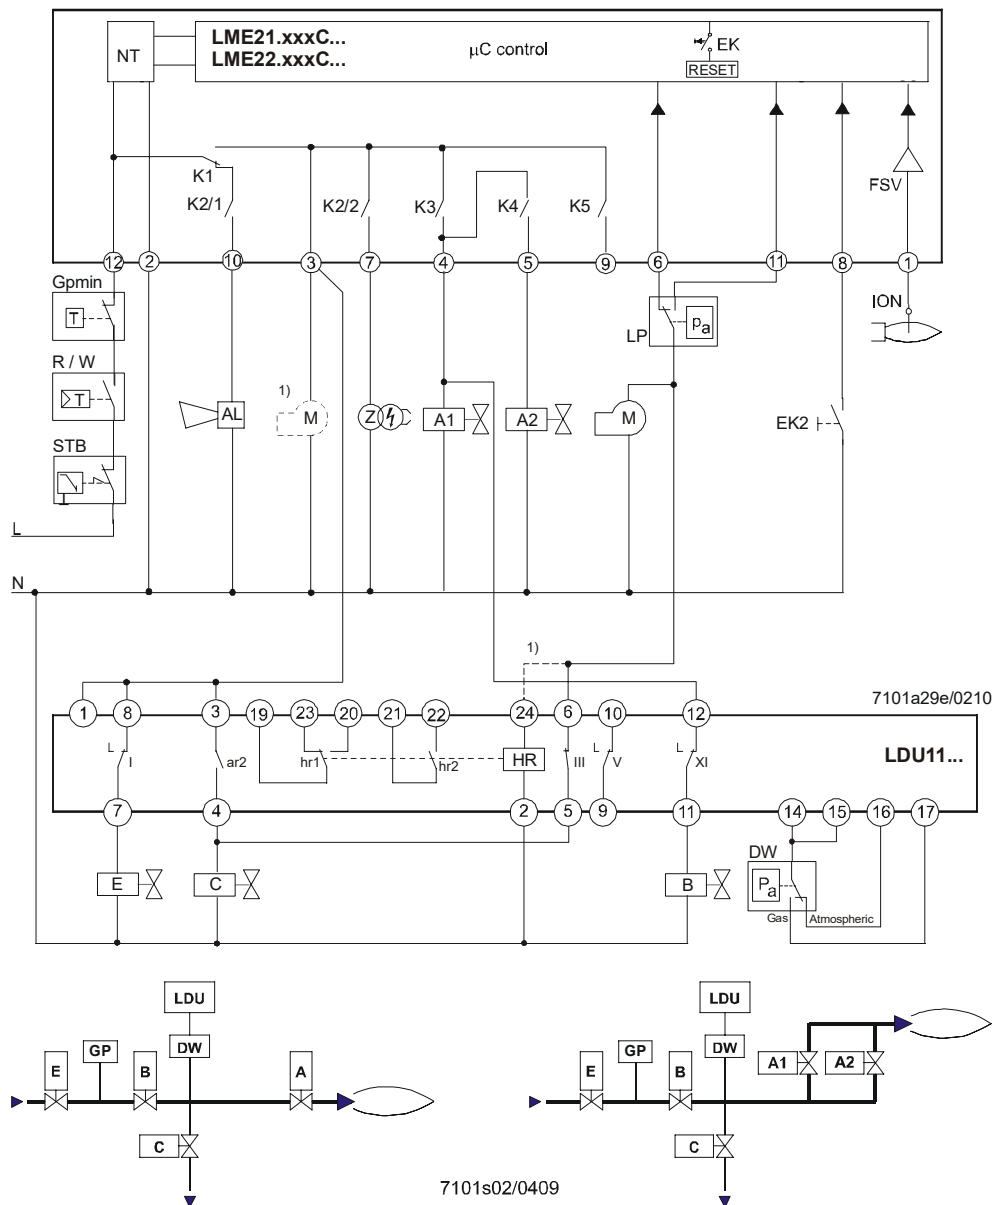 LME21.xxxC...
LME22.xxxC...
NT
µC control
EK
RESET
K1
K2/1
K2/2
K3
K4
K5
FSV
12
2
10
3
7
4
5
9
6
11
8
1
Gpmin
T
R / W
T
STB
L
N
AL
1)
M
Z
A1
A2
LP
pa
M
ION
EK2
1)
7101a29e/0210
1
8
3
19
23
20
21
22
24
6
10
12
LDU11...
I
ar2
hr1
hr2
HR
III
V
XI
7
4
2
5
9
11
14
15
16
17
E
C
B
DW
Pa
Gas
Atmospheric
LDU
DW
GP
E
B
A
C
LDU
DW
GP
E
B
A1
A2
C
7101s02/0409